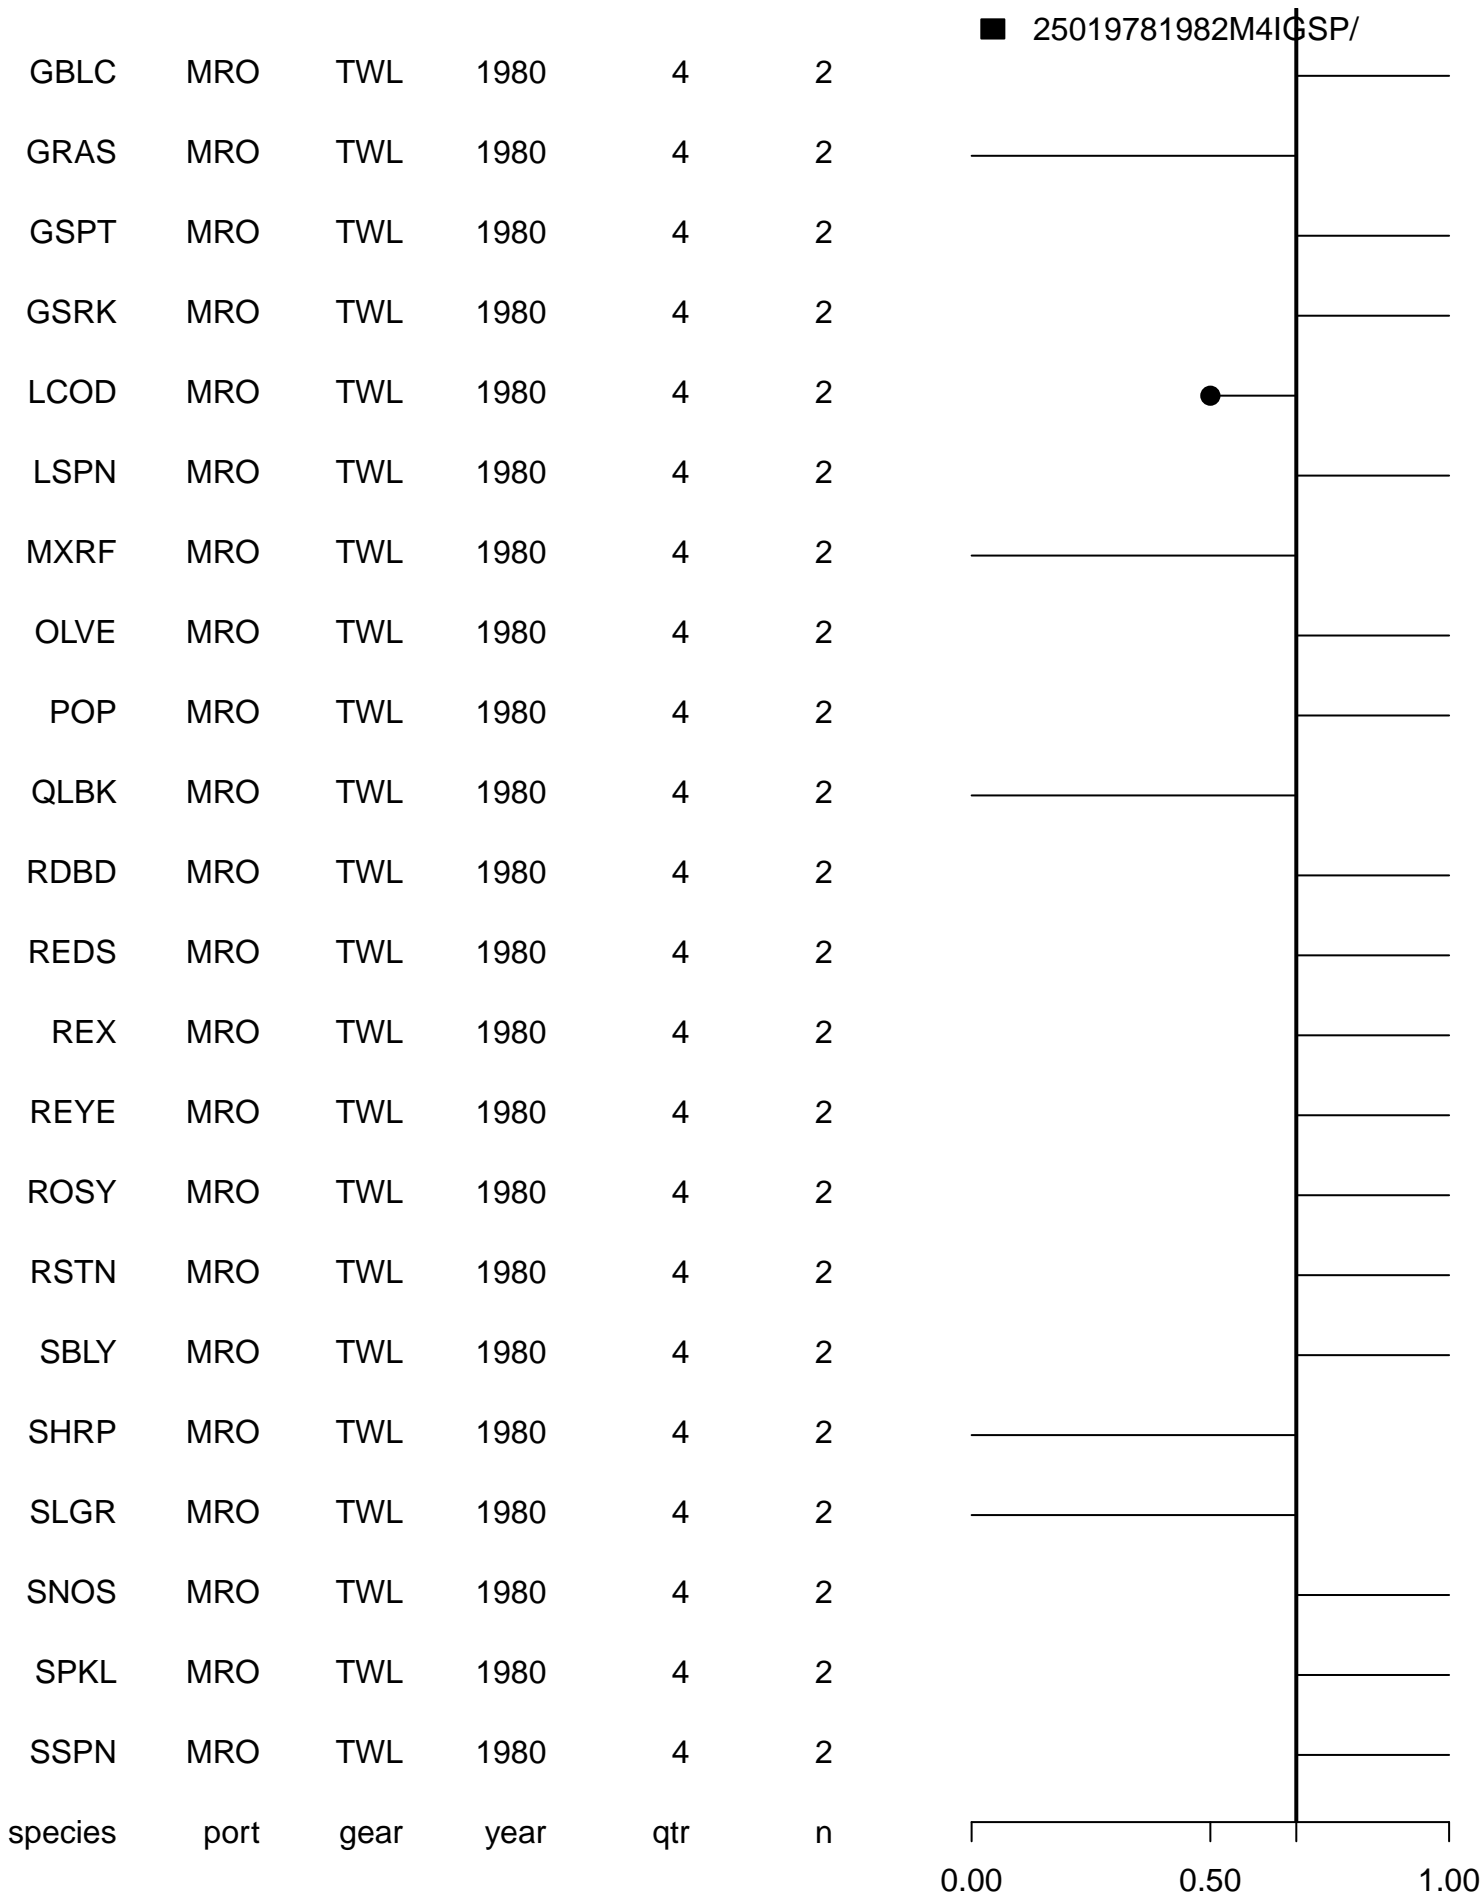 25019781982M4IGSP/
GBLC MRO TWL 1980 4 2
GRAS MRO TWL 1980 4 2
GSPT MRO TWL 1980 4 2
GSRK MRO TWL 1980 4 2
LCOD MRO TWL 1980 4 2
LSPN MRO TWL 1980 4 2
MXRF MRO TWL 1980 4 2
OLVE MRO TWL 1980 4 2
POP MRO TWL 1980 4 2
QLBK MRO TWL 1980 4 2
RDBD MRO TWL 1980 4 2
REDS MRO TWL 1980 4 2
REX MRO TWL 1980 4 2
REYE MRO TWL 1980 4 2
ROSY MRO TWL 1980 4 2
RSTN MRO TWL 1980 4 2
SBLY MRO TWL 1980 4 2
SHRP MRO TWL 1980 4 2
SLGR MRO TWL 1980 4 2
SNOS MRO TWL 1980 4 2
SPKL MRO TWL 1980 4 2
SSPN MRO TWL 1980 4 2
species port gear year qtr n
0.00 0.50 1.00